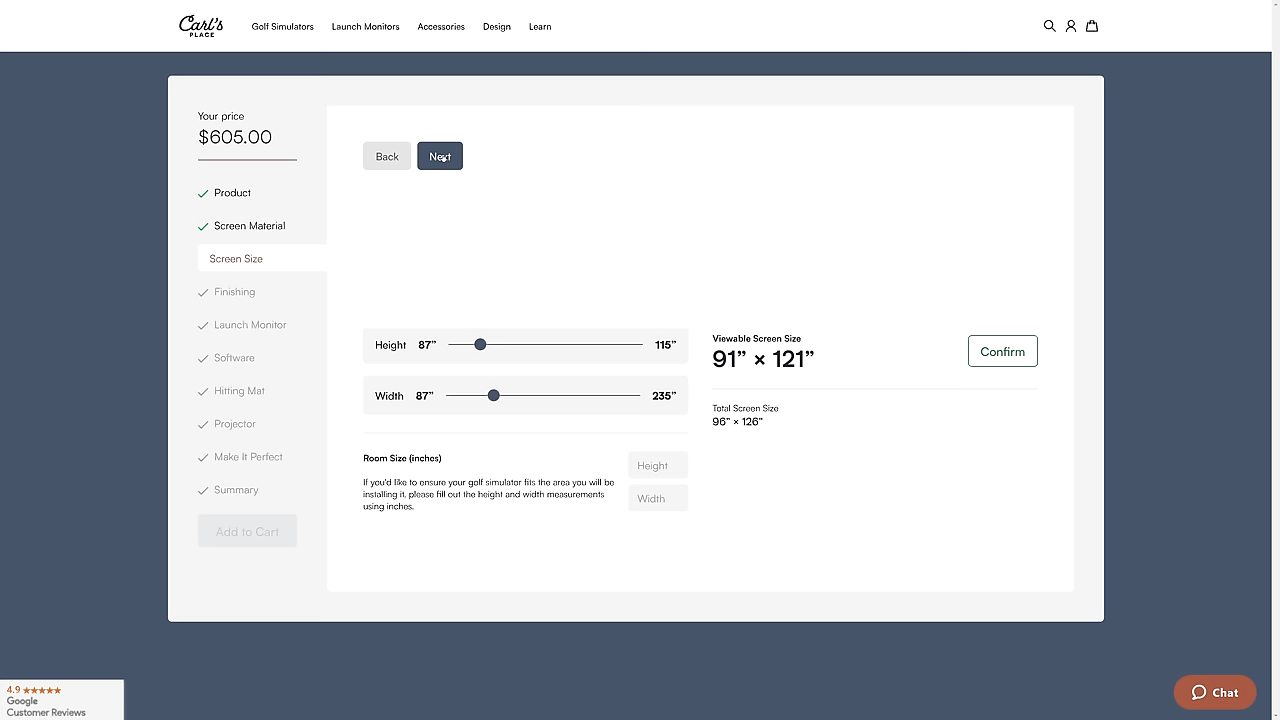 Carl's
PLACE
Golf Simulators
Launch Monitors
Accessories
Design
Learn
Your price
$605.00
Product
Screen Material
Screen Size
Finishing
Launch Monitor
Software
Hitting Mat
Projector
Make It Perfect
Summary
Add to Cart
Back
Next
Height 87” 115”
Width 87” 235”
Room Size (inches)
If you'd like to ensure your golf simulator fits the area you will be
installing it, please fill out the height and width measurements
using inches.
Height
Width
Viewable Screen Size
91” × 121”
Confirm
Total Screen Size
96” × 126”
4.9 ★★★★★
Google
Customer Reviews
Chat